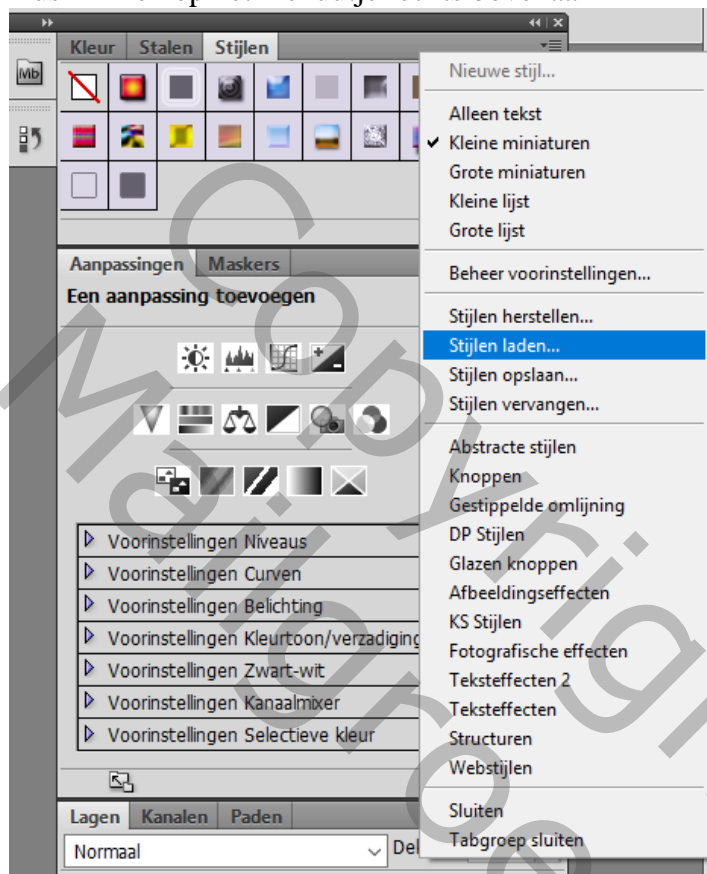 Kleur Stalen Stijlen
Mb
Nieuwe stijl...
Alleen tekst
Kleine miniaturen
Grote miniaturen
Kleine lijst
Grote lijst
Beheer voorinstellingen...
Stijlen herstellen...
Stijlen laden...
Stijlen opslaan...
Stijlen vervangen...
Abstracte stijlen
Knoppen
Gestippelde omlijning
DP Stijlen
Glazen knoppen
Afbeeldingseffecten
KS Stijlen
Fotografische effecten
Teksteffecten 2
Teksteffecten
Structuren
Webstijlen
Sluiten
Tabgroep sluiten
Aanpassingen Maskers
Een aanpassing toevoegen
Voorinstellingen Niveaus
Voorinstellingen Curven
Voorinstellingen Belichting
Voorinstellingen Kleurtoon/verzadiging
Voorinstellingen Zwart-wit
Voorinstellingen Kanaalmixer
Voorinstellingen Selectieve kleur
Lagen Kanalen Paden
Normaal